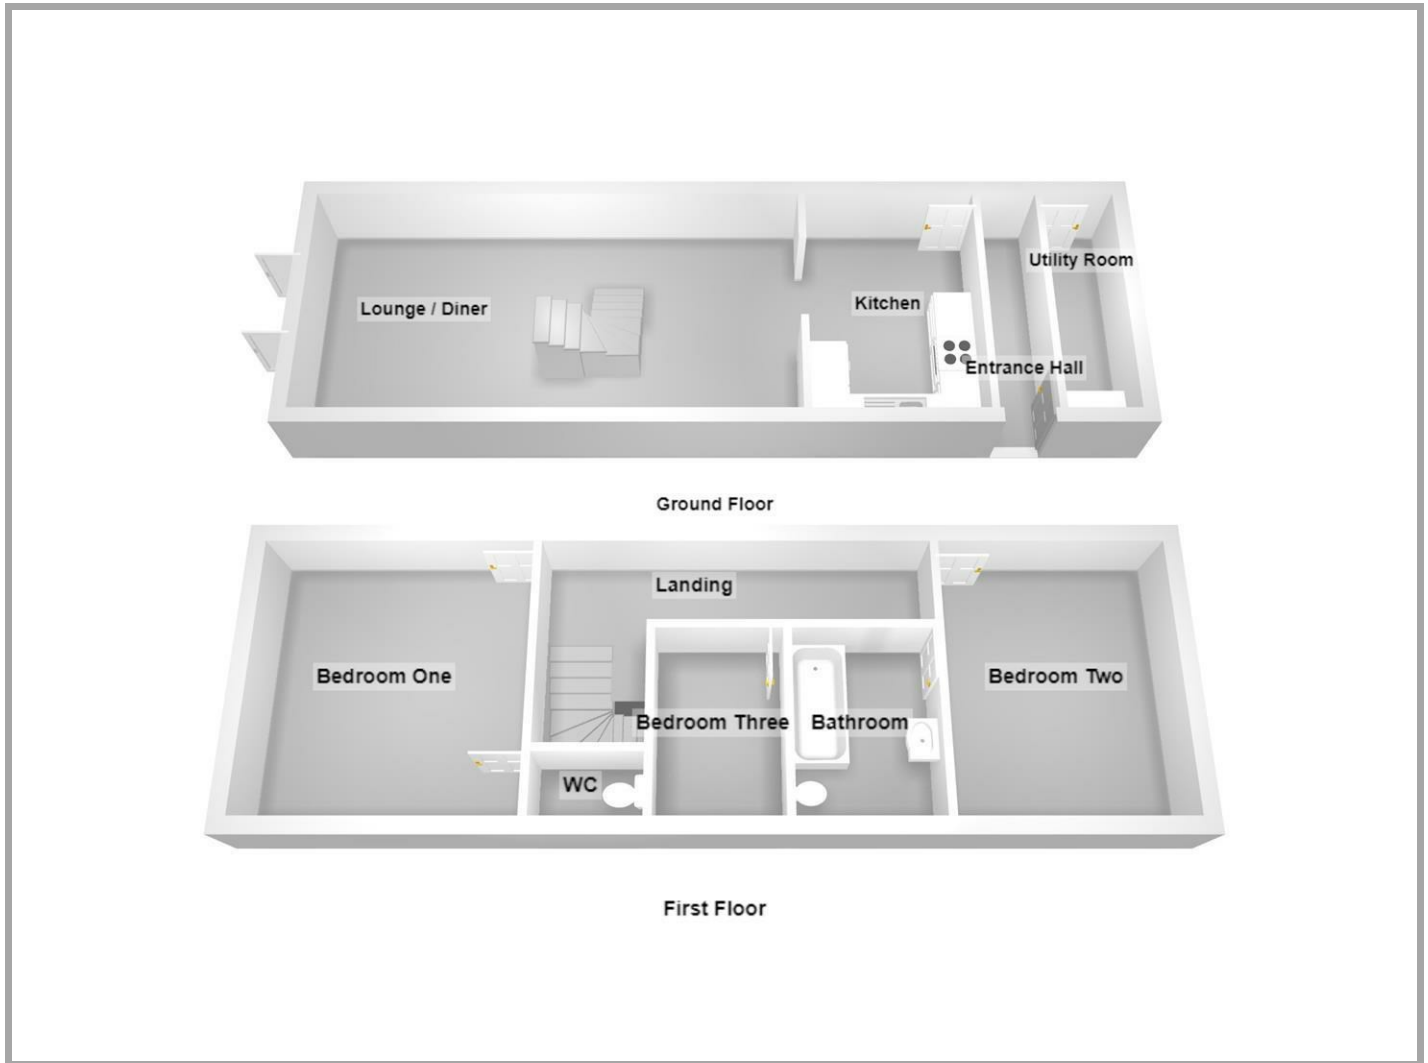 Utility Room
Lounge / Diner
Kitchen
Entrance Hall
Ground Floor
Landing
Bedroom One
Bedroom Two
Bedroom Three
Bathroom
WC
First Floor